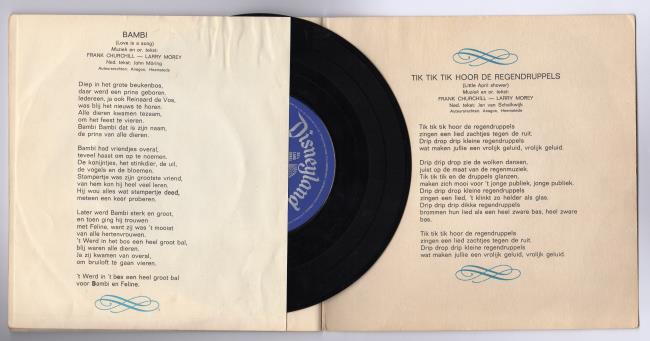 BAMBI
(Love is a song)
Muziek en or. tekst:
FRANK CHURCHILL — LARRY MOREY
Ned. tekst: John Möring
Auteursrechten: Anagon, Heemstede
Diep in het grote beukenbos,
daar werd een prins geboren.
Iedereen, ja ook Reinaard de Vos,
was blij het nieuws te horen.
Alle dieren kwamen tezaam,
om het feest te vieren.
Bambi Bambi dat is zijn naam,
de prins van alle dieren.
Bambi had vriendjes overal,
teveel haast om op te noemen.
De konijntjes, het stinkdier, de uil,
de vogels en de bloemen.
Stampertje was zijn grootste vriend,
van hem kon hij heel veel leren.
Hij wou alles wat stampertje deed,
meteen een keer proberen.
Later werd Bambi sterk en groot,
en toen ging hij trouwen
met Feline, want zij was 't mooist
van alle hertenvrouwen.
't Werd in het bos een heel groot bal,
blij waren alle dieren.
Ja zij kwamen van overal,
om bruiloft te gaan vieren.
't Werd in 't bos een heel groot bal
voor Bambi en Feline.
Disneyland
TIK TIK TIK HOOR DE REGENDRUPPELS
(Little April shower)
Muziek en or. tekst:
FRANK CHURCHILL — LARRY MOREY
Ned. tekst: Jan van Schalkwijk
Auteursrechten: Anagon, Heemstede
Tik tik tik hoor de regendruppels
zingen een lied zachtjes tegen de ruit.
Drip drop drip drop kleine regendruppels
wat maken jullie een vrolijk geluid, vrolijk geluid.
Drip drip drop zie de wolken dansen,
juist op de maat van de regenmuziek.
Tik tik tik en de druppels glanzen,
maken zich mooi voor 't jonge publiek, jonge publiek.
Drip drip drop kleine regendruppels
zingen een lied, 't klinkt zo helder als glas.
Drip drip drop dikke regendruppels
brommen hun lied als een heel zware bas, heel zware
bas.
Tik tik tik hoor de regendruppels
zingen een lied zachtjes tegen de ruit.
Drip drop drip drop kleine regendruppels
wat maken jullie een vrolijk geluid, vrolijk geluid.